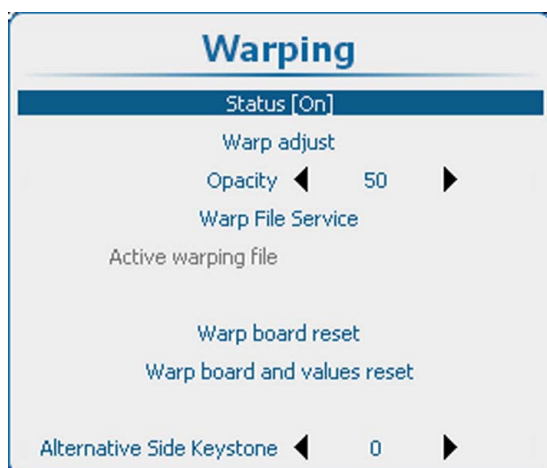 Warping
Status [On]
Warp adjust
Opacity 50
Warp File Service
Active warping file
Warp board reset
Warp board and values reset
Alternative Side Keystone 0